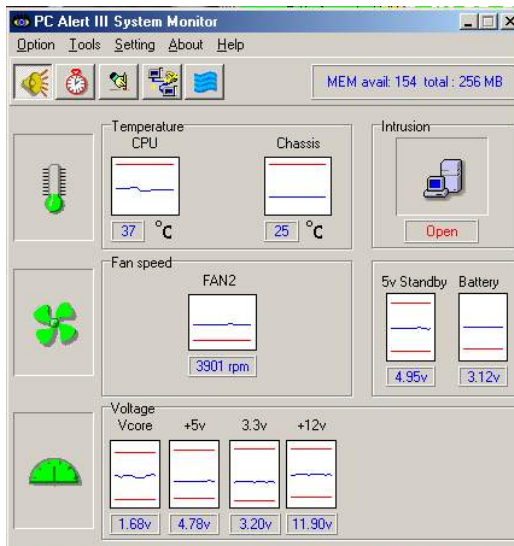 PC Alert III System Monitor
Option Tools Setting About Help
MEM avail: 154 total : 256 MB
Temperature
CPU
Chassis
37 °C
25 °C
Intrusion
Open
Fan speed
FAN2
3901 rpm
5v Standby Battery
4.95v 3.12v
Voltage
Vcore +5v 3.3v +12v
1.68v 4.78v 3.20v 11.90v